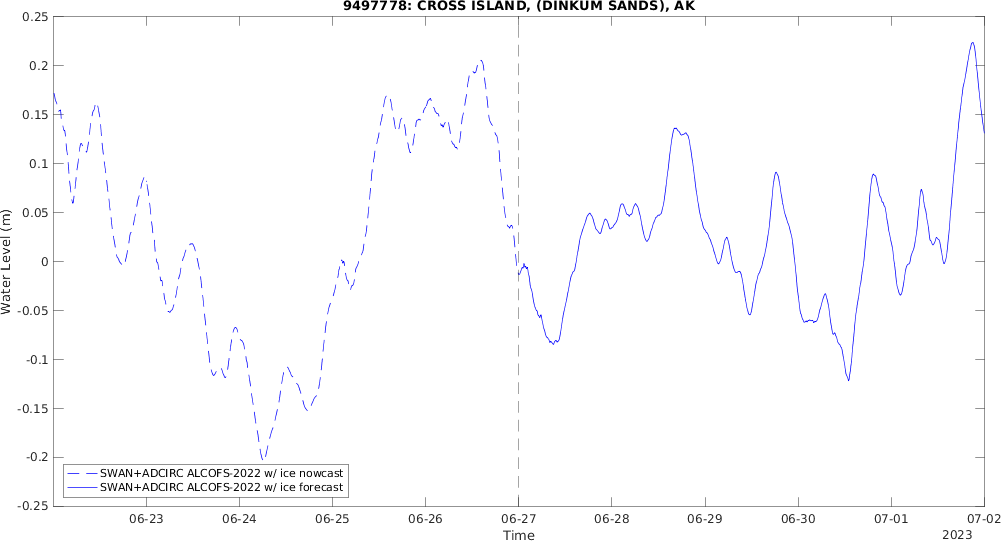 9497778: CROSS ISLAND, (DINKUM SANDS), AK
Water Level (m)
0.25
0.2
0.15
0.1
0.05
0
-0.05
-0.1
-0.15
-0.2
-0.25
SWAN+ADCIRC ALCOFS-2022 w/ ice nowcast
SWAN+ADCIRC ALCOFS-2022 w/ ice forecast
06-23 06-24 06-25 06-26 06-27 06-28 06-29 06-30 07-01 07-02
Time
2023